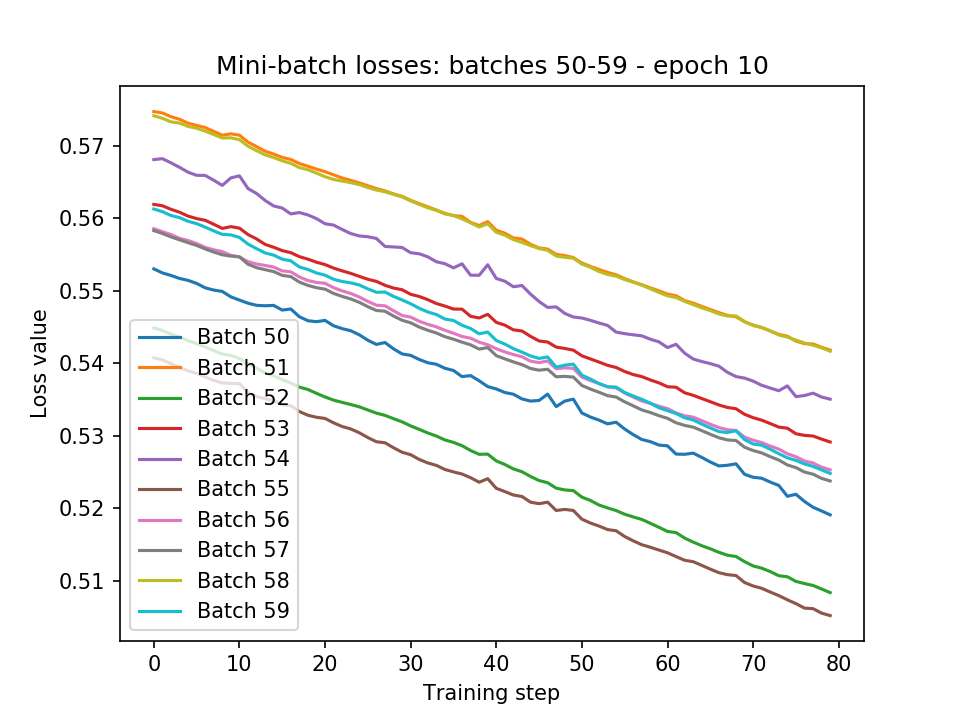 Mini-batch losses: batches 50-59 - epoch 10
Loss value
0.57
0.56
0.55
0.54
0.53
0.52
0.51
Batch 50
Batch 51
Batch 52
Batch 53
Batch 54
Batch 55
Batch 56
Batch 57
Batch 58
Batch 59
0 10 20 30 40 50 60 70 80
Training step